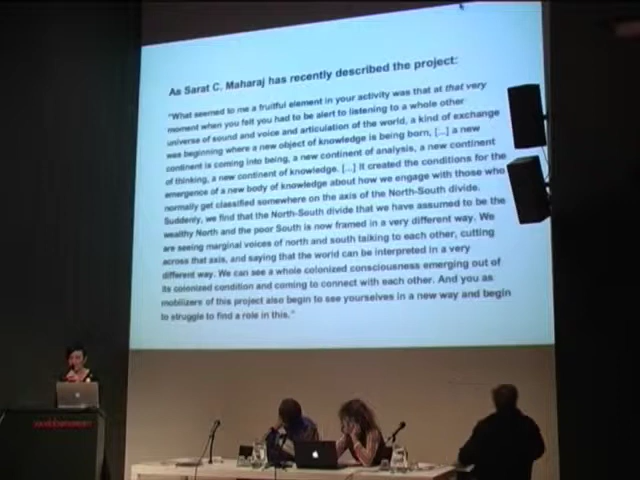 As Sarat C. Maharaj has recently described the project:
"What seemed to me a fruitful element in your activity was that at that very
moment when you felt you had to be alert to listening to a whole other
universe of sound and voice and articulation of the world, a kind of exchange
was beginning where a new object of knowledge is being born, [...] a new
continent is coming into being, a new continent of analysis, a new continent
of thinking, a new continent of knowledge. [...] It created the conditions for the
emergence of a new body of knowledge about how we engage with those who
normally get classified somewhere on the axis of the North-South divide.
Suddenly, we find that the North-South divide that we have assumed to be the
wealthy North and the poor South is now framed in a very different way. We
are seeing marginal voices of north and south talking to each other, cutting
across that axis, and saying that the world can be interpreted in a very
different way. We can see a whole colonized consciousness emerging out of
its colonized condition and coming to connect with each other. And you as
mobilizers of this project also begin to see yourselves in a new way and begin
to struggle to find a role in this."